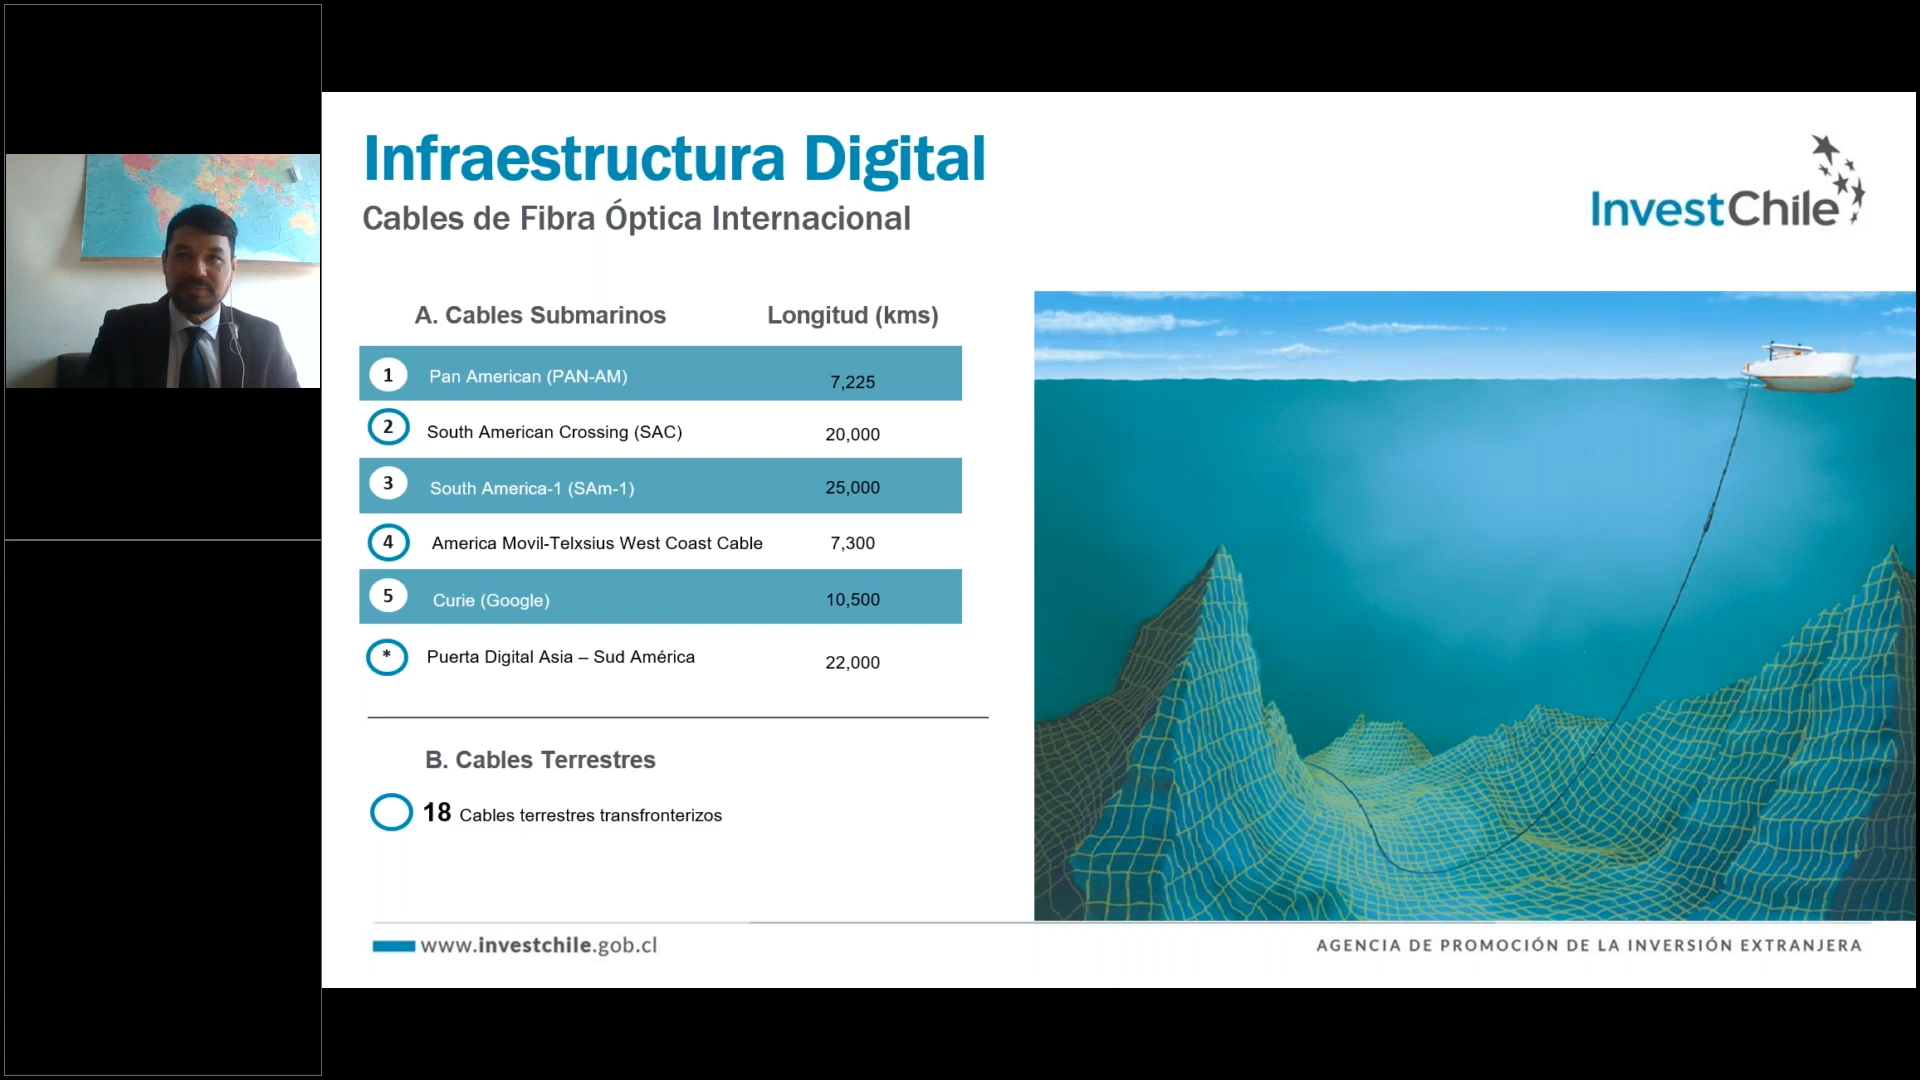 Infraestructura Digital
Cables de Fibra Óptica Internacional
InvestChile
A. Cables Submarinos Longitud (kms)
1 Pan American (PAN-AM) 7,225
2 South American Crossing (SAC) 20,000
3 South America-1 (SAm-1) 25,000
4 America Movil-Telxsius West Coast Cable 7,300
5 Curie (Google) 10,500
* Puerta Digital Asia – Sud América 22,000
B. Cables Terrestres
18 Cables terrestres transfronterizos
www.investchile.gob.cl
AGENCIA DE PROMOCIÓN DE LA INVERSIÓN EXTRANJERA